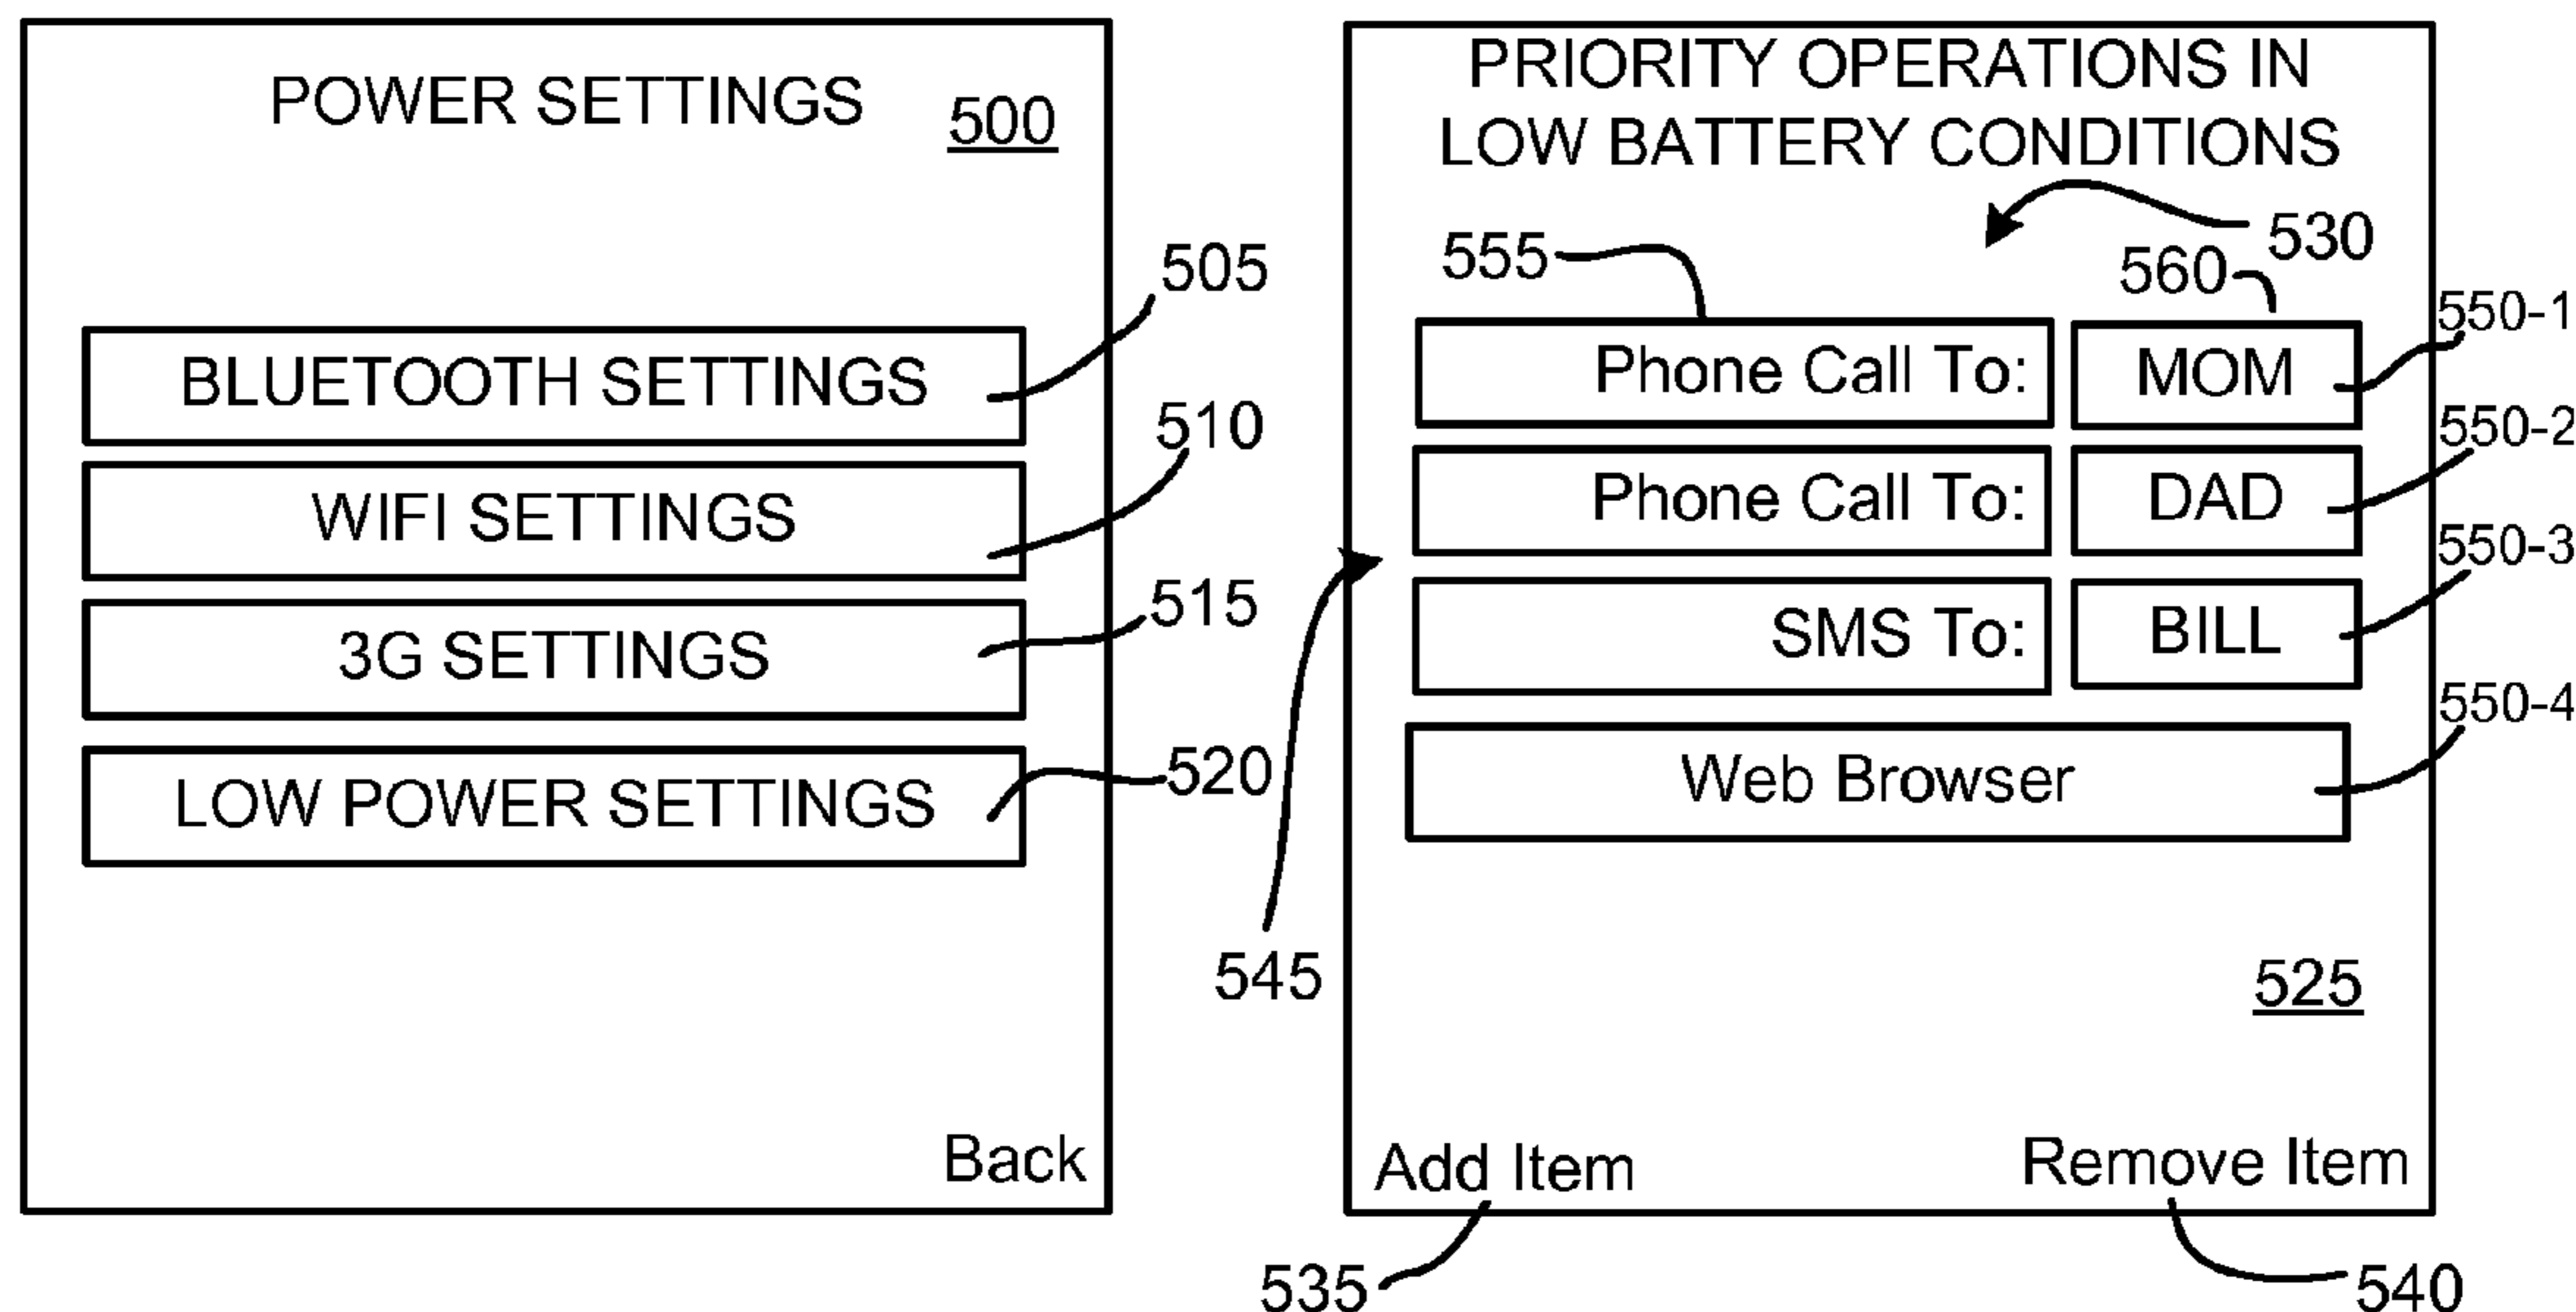 POWER SETTINGS
500
BLUETOOTH SETTINGS
505
WIFI SETTINGS
510
3G SETTINGS
515
LOW POWER SETTINGS
520
Back
PRIORITY OPERATIONS IN
LOW BATTERY CONDITIONS
530
555
560
Phone Call To: MOM
550-1
Phone Call To: DAD
550-2
SMS To: BILL
550-3
Web Browser
550-4
545
525
Add Item
Remove Item
535
540